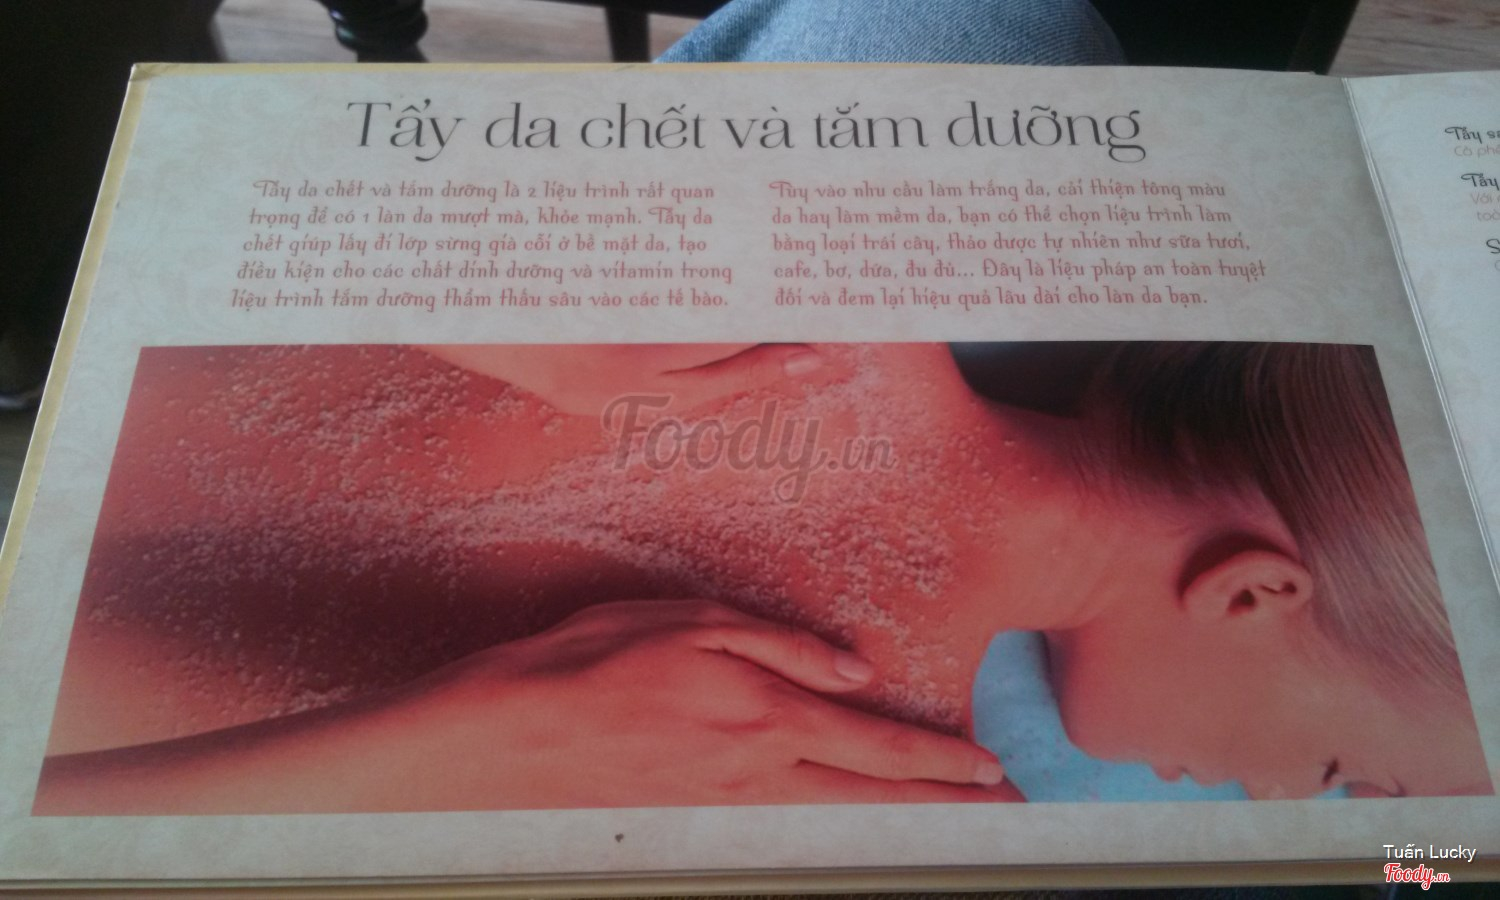 Tẩy da chết và tắm dưỡng
Tẩy da chết và tắm dưỡng là 2 liệu trình rất quan
trọng để có 1 làn da mượt mà, khỏe mạnh. Tẩy da
chết giúp lấy đi lớp sừng già cỗi ở bề mặt da, tạo
điều kiện cho các chất dinh dưỡng và vitamin trong
liệu trình tắm dưỡng thẩm thấu sâu vào các tế bào.
Tùy vào nhu cầu làm trắng da, cải thiện tông màu
da hay làm mềm da, bạn có thể chọn liệu trình làm
bằng loại trái cây, thảo dược tự nhiên như sữa tươi,
cafe, bơ, dứa, đu đủ... Đây là liệu pháp an toàn tuyệt
đối và đem lại hiệu quả lâu dài cho làn da bạn.
Tẩy
Cà
Tẩy
Với
Foody.vn
Tuấn Lucky
Foody.vn